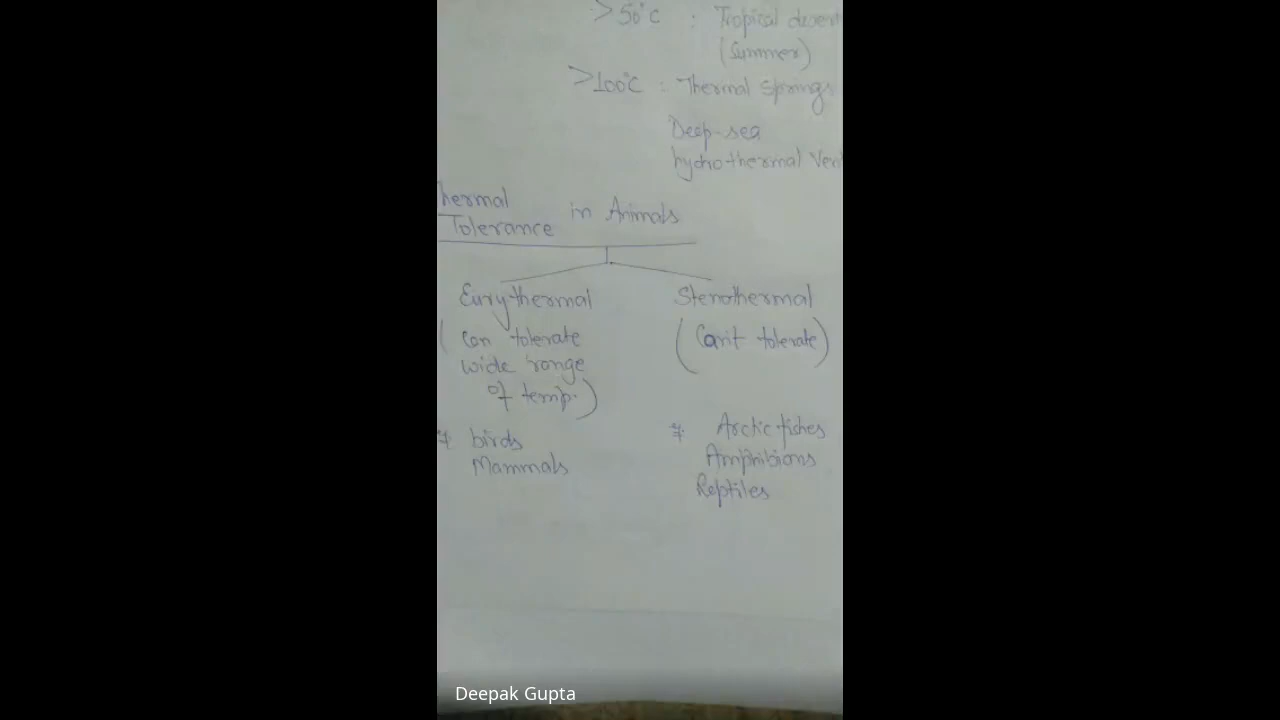 >50°C : Tropical desert
(Summer)
>100°C : Thermal Springs
Deep-sea
hydrothermal Vent
hermal
Tolerance in Animals
Eurythermal
(Can tolerate
wide range
of temp.)
birds
Mammals
Stenothermal
(Can't tolerate)
Arctic fishes
Amphibians
Reptiles
Deepak Gupta